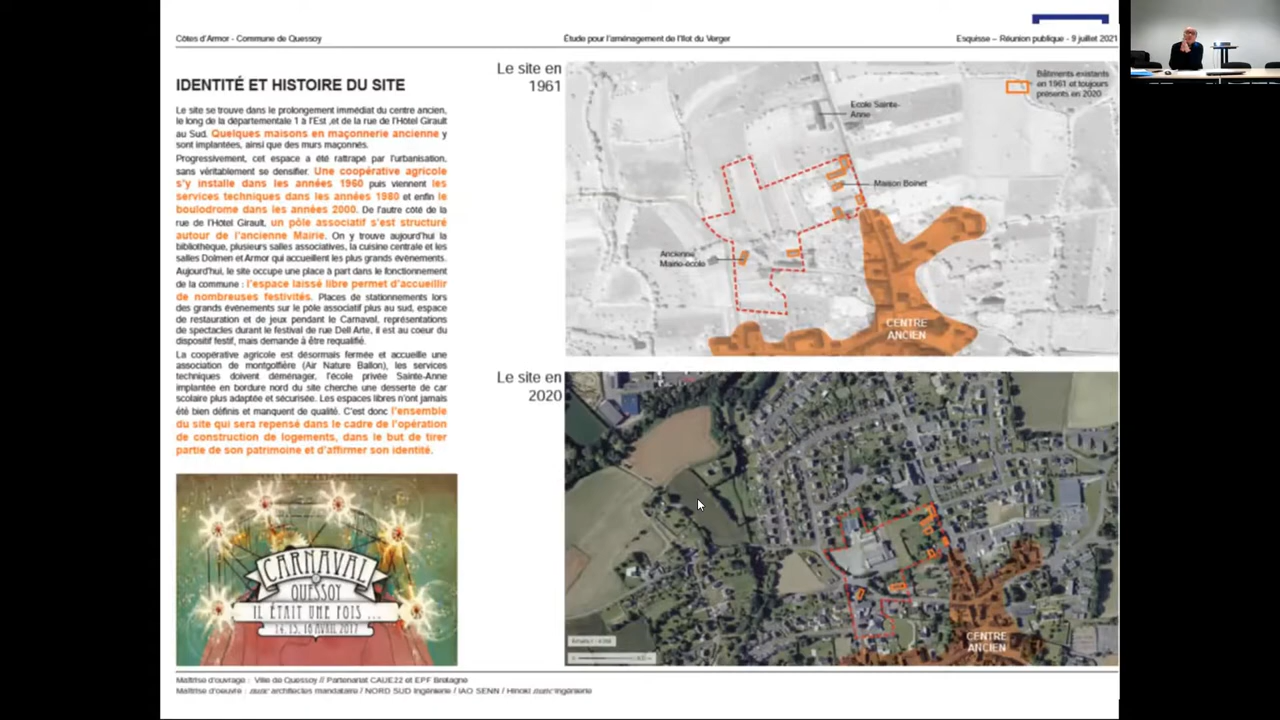 Côtes d'Armor - Commune de Quessoy
Étude pour l'aménagement de l'îlot du Verger
Esquisse – Réunion publique - 9 juillet 2021
IDENTITÉ ET HISTOIRE DU SITE
Le site se trouve dans le prolongement immédiat du centre ancien,
le long de la départementale 1 à l'Est ,et de la rue de l'Hôtel Girault
au Sud. Quelques maisons en maçonnerie ancienne y
sont implantées, ainsi que des murs maçonnés.
Progressivement, cet espace a été rattrapé par l'urbanisation,
sans véritablement se densifier. Une coopérative agricole
s'y installe dans les années 1960 puis viennent les
services techniques dans les années 1980 et enfin le
boulodrome dans les années 2000. De l'autre côté de la
rue de l'Hôtel Girault, un pôle associatif s'est structuré
autour de l'ancienne Mairie. On y trouve aujourd'hui la
bibliothèque, plusieurs salles associatives, la cuisine centrale et les
salles Dolmen et Armor qui accueillent les plus grands évènements.
Aujourd'hui, le site occupe une place à part dans le fonctionnement
de la commune : l'espace laissé libre permet d'accueillir
de nombreuses festivités. Places de stationnements lors
des grands évènements sur le pôle associatif plus au sud, espace
de restauration et de jeux pendant le Carnaval, représentations
de spectacles durant le festival de rue Dell Arte, il est au coeur du
dispositif festif, mais demande à être requalifié.
La coopérative agricole est désormais fermée et accueille une
association de montgolfière (Air Nature Ballon), les services
techniques doivent déménager, l'école privée Sainte-Anne
implantée en bordure nord du site cherche une desserte de car
scolaire plus adaptée et sécurisée. Les espaces libres n'ont jamais
été bien définis et manquent de qualité. C'est donc l'ensemble
du site qui sera repensé dans le cadre de l'opération
de construction de logements, dans le but de tirer
partie de son patrimoine et d'affirmer son identité.
CARNAVAL
QUESSOY
IL ÉTAIT UNE FOIS ...
14, 15, 16 AVRIL 2017
Le site en
1961
Bâtiments existants
en 1961 et toujours
présents en 2020
Ecole Sainte-
Anne
Maison Boinet
Ancienne
Mairie-école
CENTRE
ANCIEN
Le site en
2020
CENTRE
ANCIEN
Maîtrise d'ouvrage : Ville de Quessoy // Partenariat CAUE22 et EPF Bretagne
Maîtrise d'oeuvre : nunc architectes mandataire / NORD SUD Ingénierie / IAO SENN / Hinoki nunc ingénierie